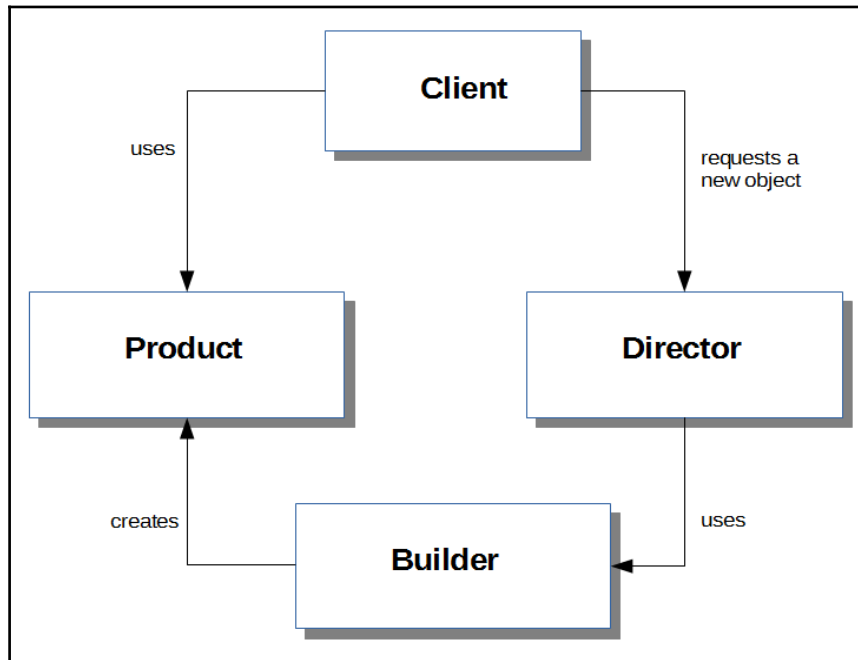 Client
uses
requests a
new object
Product
Director
creates
uses
Builder